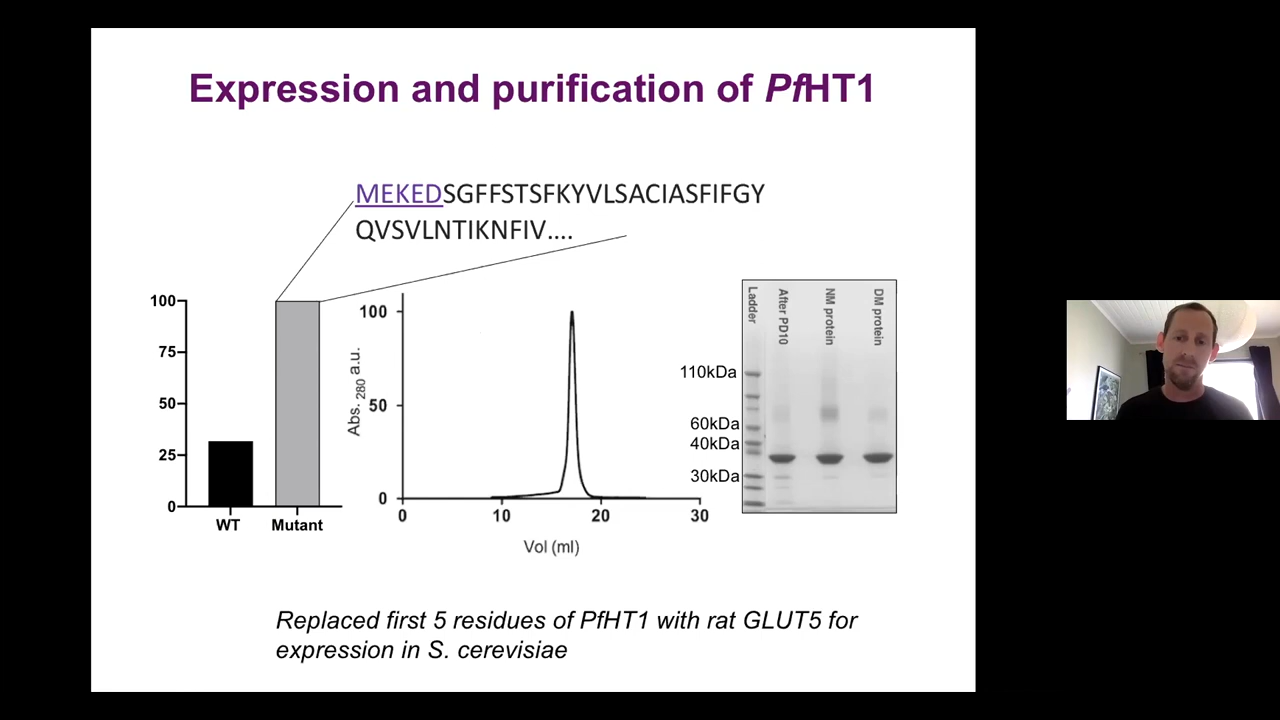 Expression and purification of PfHT1
MEKEDSGFFSTSFKYVLSACIASFIFGY
QVSVLNTIKNFIV....
100
75
50
25
0
WT
Mutant
Abs. 280 a.u.
100
50
0
0
10
20
30
Vol (ml)
Ladder
After PD10
NM protein
DM protein
110kDa
60kDa
40kDa
30kDa
Replaced first 5 residues of PfHT1 with rat GLUT5 for
expression in S. cerevisiae